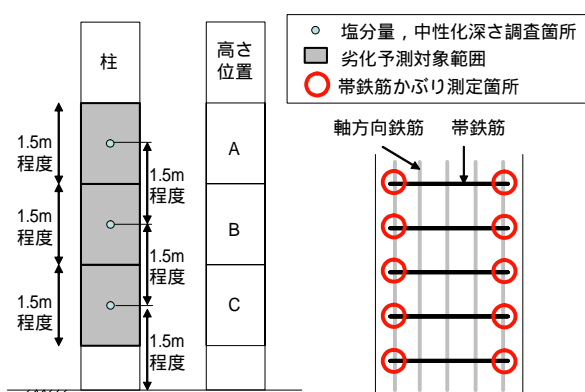 塩分量，中性化深さ調査箇所
劣化予測対象範囲
帯鉄筋かぶり測定箇所
柱
高さ
位置
1.5m
程度
1.5m
程度
1.5m
程度
1.5m
程度
1.5m
程度
1.5m
程度
A
B
C
軸方向鉄筋
帯鉄筋